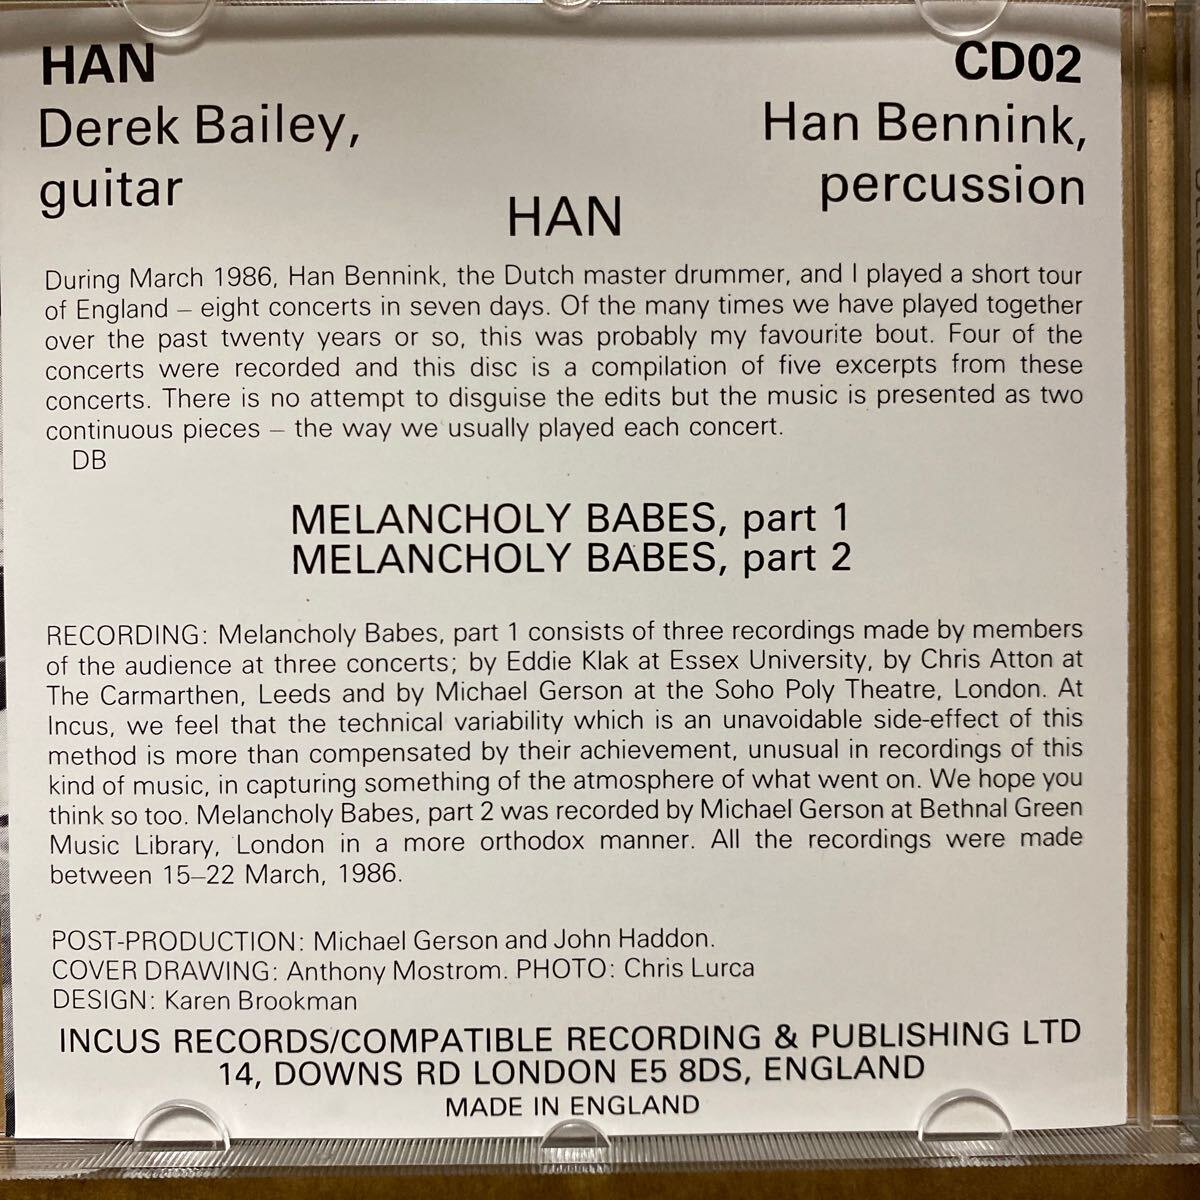 HAN CD02
Derek Bailey, Han Bennink,
guitar percussion
HAN
During March 1986, Han Bennink, the Dutch master drummer, and I played a short tour
of England – eight concerts in seven days. Of the many times we have played together
over the past twenty years or so, this was probably my favourite bout. Four of the
concerts were recorded and this disc is a compilation of five excerpts from these
concerts. There is no attempt to disguise the edits but the music is presented as two
continuous pieces – the way we usually played each concert.
DB
MELANCHOLY BABES, part 1
MELANCHOLY BABES, part 2
RECORDING: Melancholy Babes, part 1 consists of three recordings made by members
of the audience at three concerts; by Eddie Klak at Essex University, by Chris Atton at
The Carmarthen, Leeds and by Michael Gerson at the Soho Poly Theatre, London. At
Incus, we feel that the technical variability which is an unavoidable side-effect of this
method is more than compensated by their achievement, unusual in recordings of this
kind of music, in capturing something of the atmosphere of what went on. We hope you
think so too. Melancholy Babes, part 2 was recorded by Michael Gerson at Bethnal Green
Music Library, London in a more orthodox manner. All the recordings were made
between 15–22 March, 1986.
POST-PRODUCTION: Michael Gerson and John Haddon.
COVER DRAWING: Anthony Mostrom. PHOTO: Chris Lurca
DESIGN: Karen Brookman
INCUS RECORDS/COMPATIBLE RECORDING & PUBLISHING LTD
14, DOWNS RD LONDON E5 8DS, ENGLAND
MADE IN ENGLAND